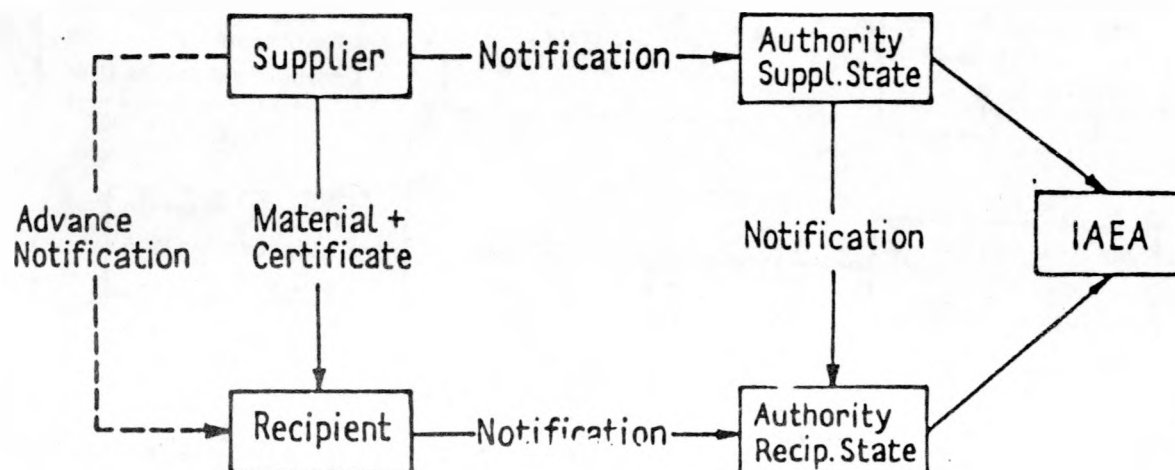 Supplier
Notification
Authority
Suppl. State
Advance
Notification
Material +
Certificate
Notification
IAEA
Recipient
Notification
Authority
Recip. State